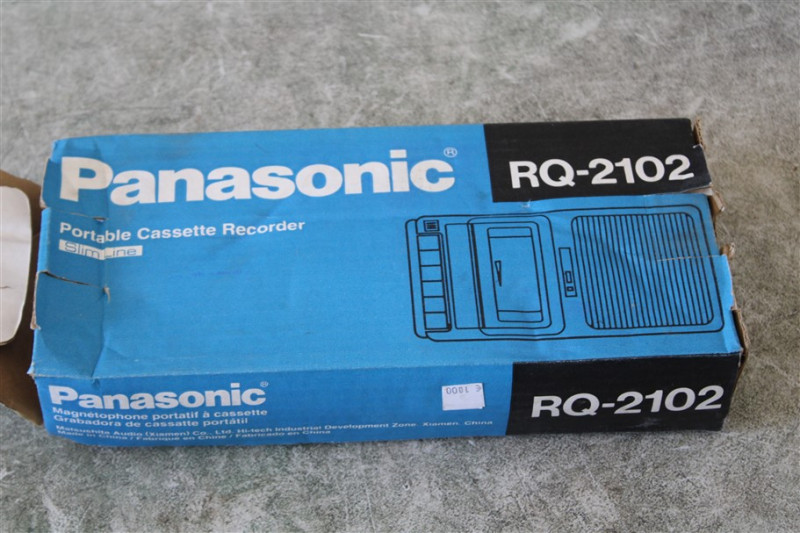 Panasonic®
RQ-2102
Portable Cassette Recorder
Slim Line
Panasonic®
Magnétophone portatif à cassette
Grabadora de cassette portátil
Matsushita Audio (Xiamen) Co., Ltd. Hi-tech Industrial Development Zone, Xiamen, China
Made in China / Fabriqué en China / Fabricado en China
1800
RQ-2102